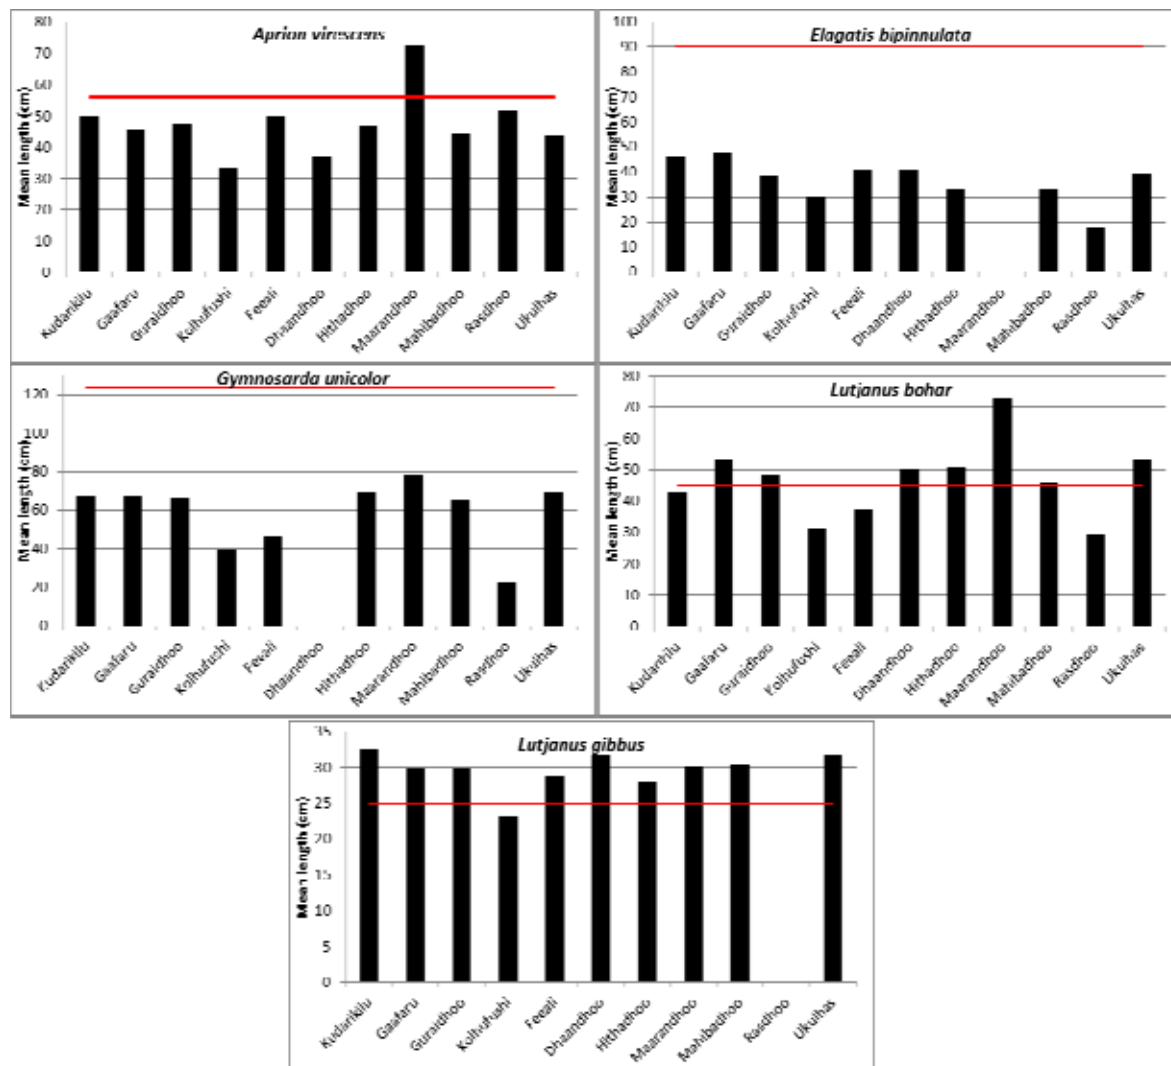 Aprion virescens
Mean length (cm)
80
70
60
50
40
30
20
10
0
Kudarikilu
Gaafaru
Guraidhoo
Kolhufushi
Feeali
Dhaandhoo
Hithadhoo
Maarandhoo
Mahibadhoo
Rasdhoo
Ukulhas
Elagatis bipinnulata
Mean length (cm)
100
90
80
70
60
50
40
30
20
10
0
Kudarikilu
Gaafaru
Guraidhoo
Kolhufushi
Feeali
Dhaandhoo
Hithadhoo
Maarandhoo
Mahibadhoo
Rasdhoo
Ukulhas
Gymnosarda unicolor
Mean length (cm)
120
100
80
60
40
20
0
Kudarikilu
Gaafaru
Guraidhoo
Kolhufushi
Feeali
Dhaandhoo
Hithadhoo
Maarandhoo
Mahibadhoo
Rasdhoo
Ukulhas
Lutjanus bohar
Mean length (cm)
80
70
60
50
40
30
20
10
0
Kudarikilu
Gaafaru
Guraidhoo
Kolhufushi
Feeali
Dhaandhoo
Hithadhoo
Maarandhoo
Mahibadhoo
Rasdhoo
Ukulhas
Lutjanus gibbus
Mean length (cm)
35
30
25
20
15
10
5
0
Kudarikilu
Gaafaru
Guraidhoo
Kolhufushi
Feeali
Dhaandhoo
Hithadhoo
Maarandhoo
Mahibadhoo
Rasdhoo
Ukulhas